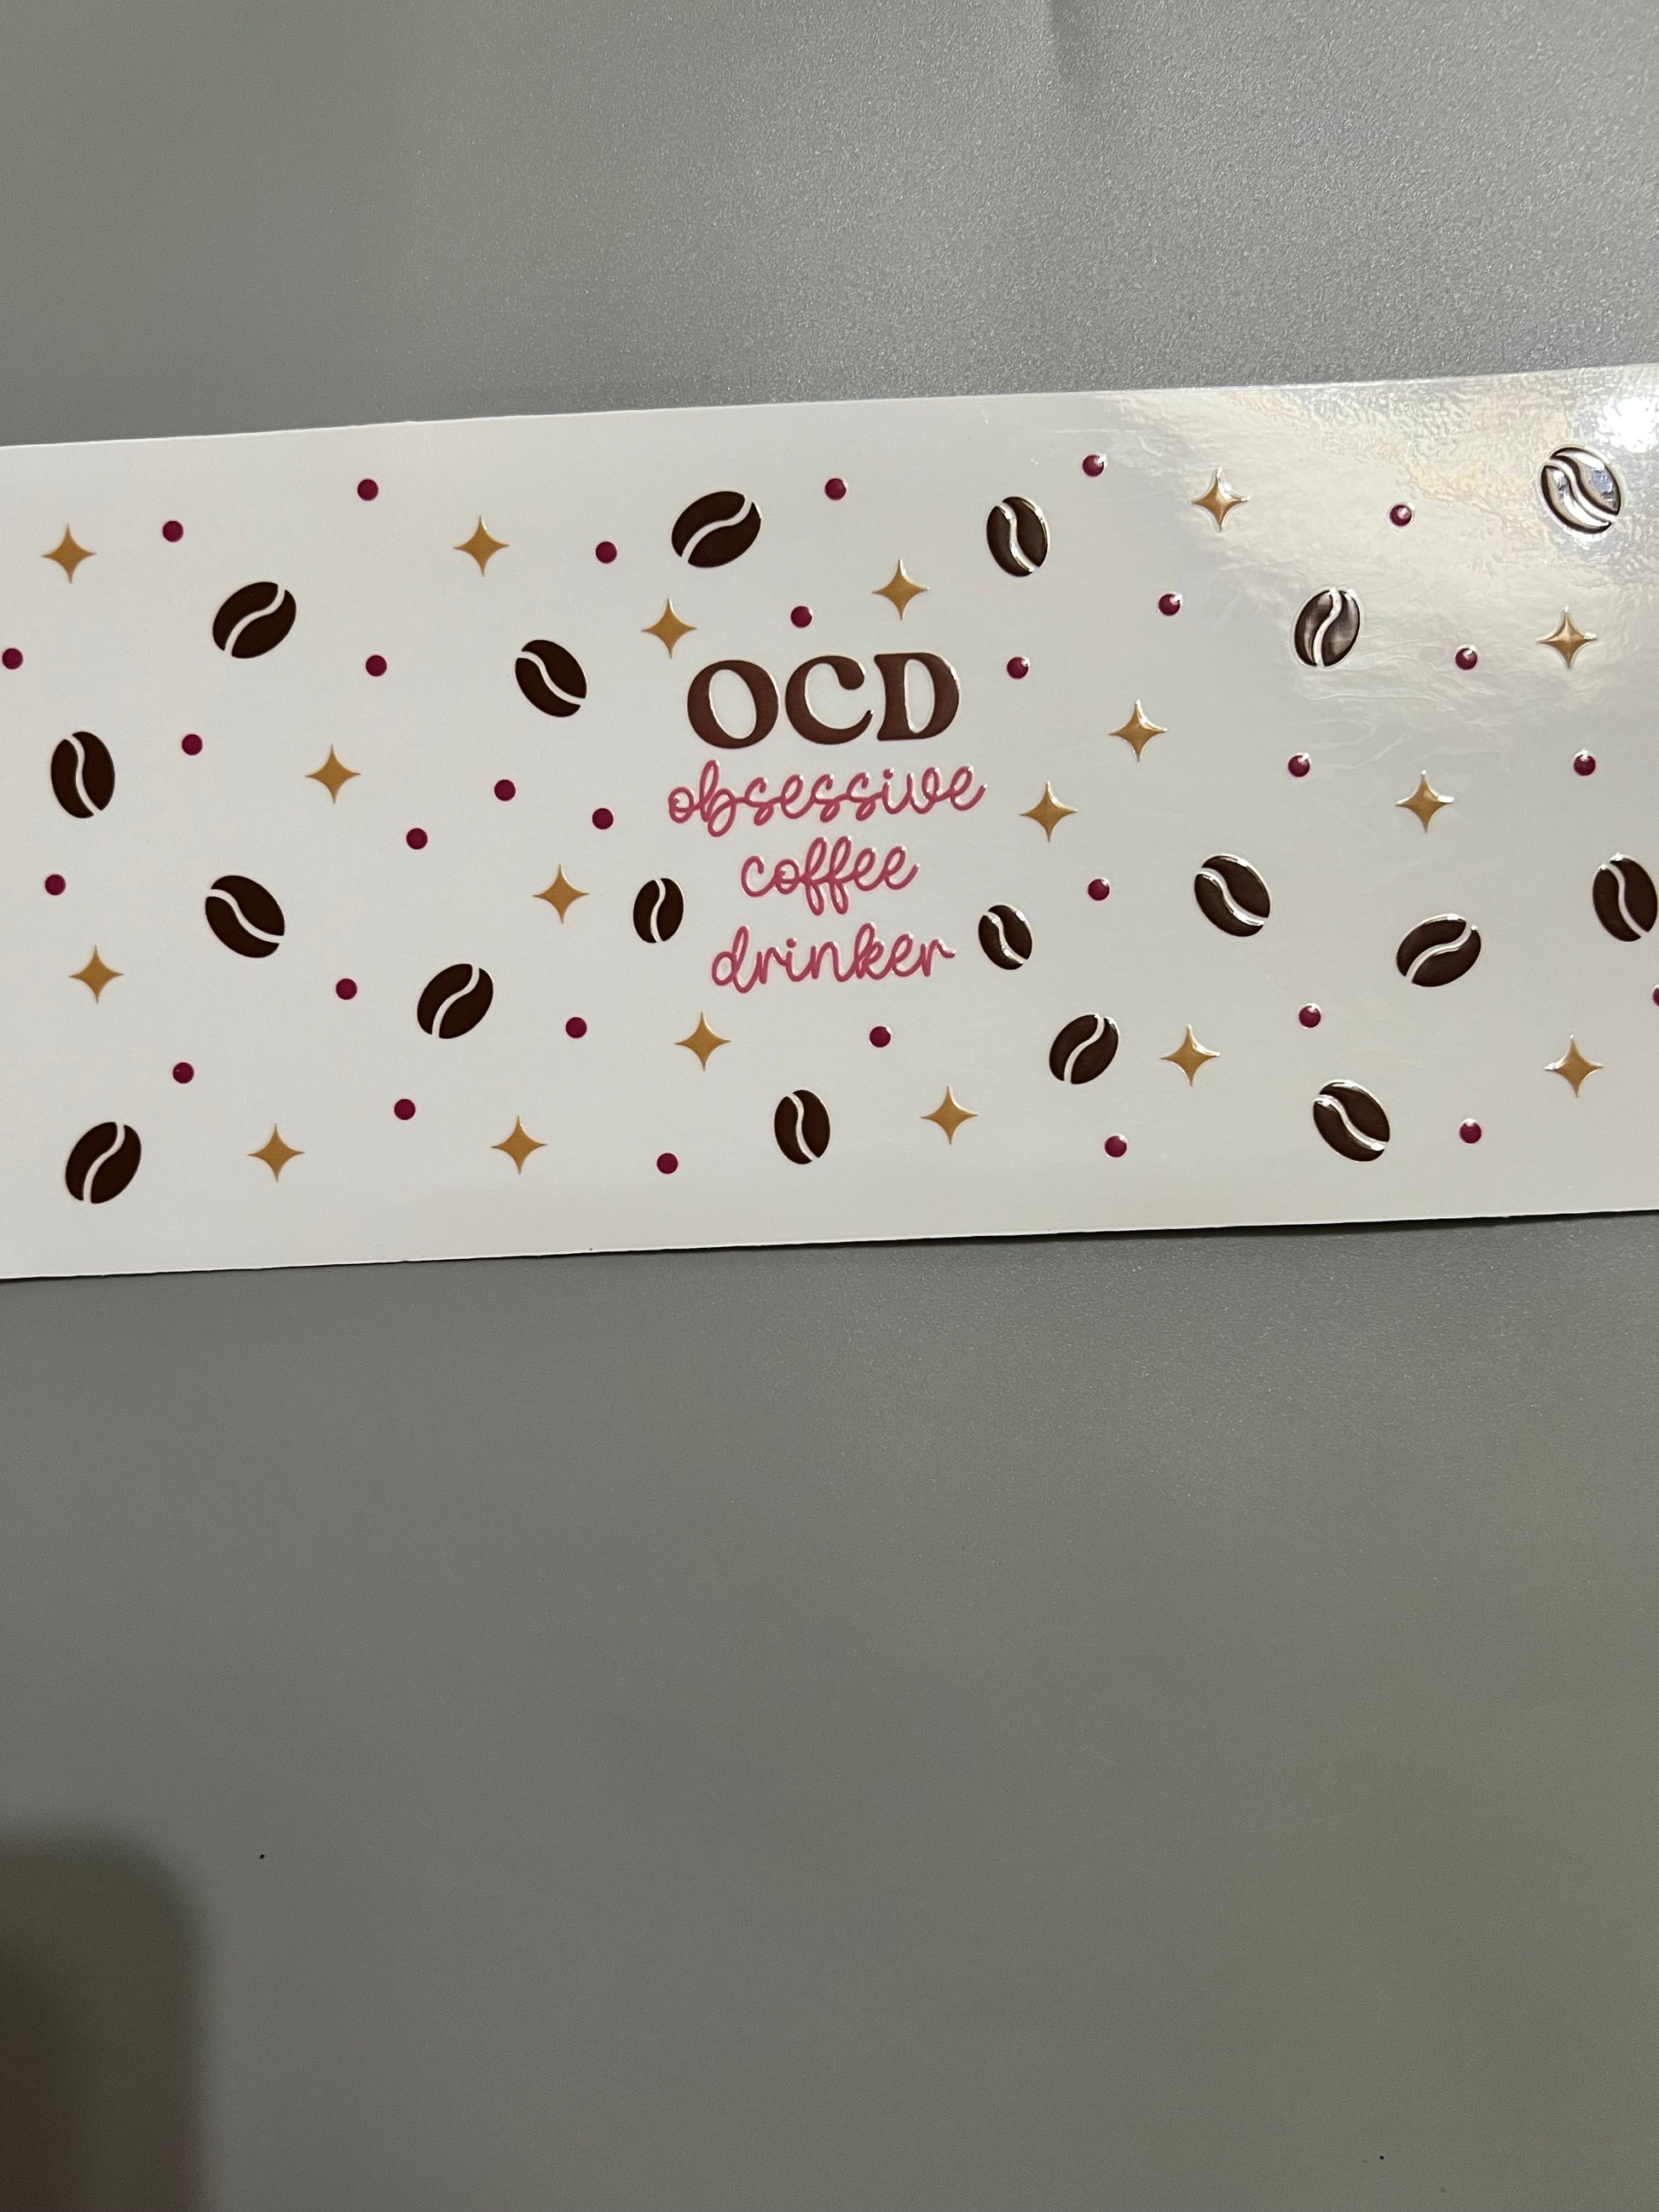 OCD
obsessive
coffee
drinker